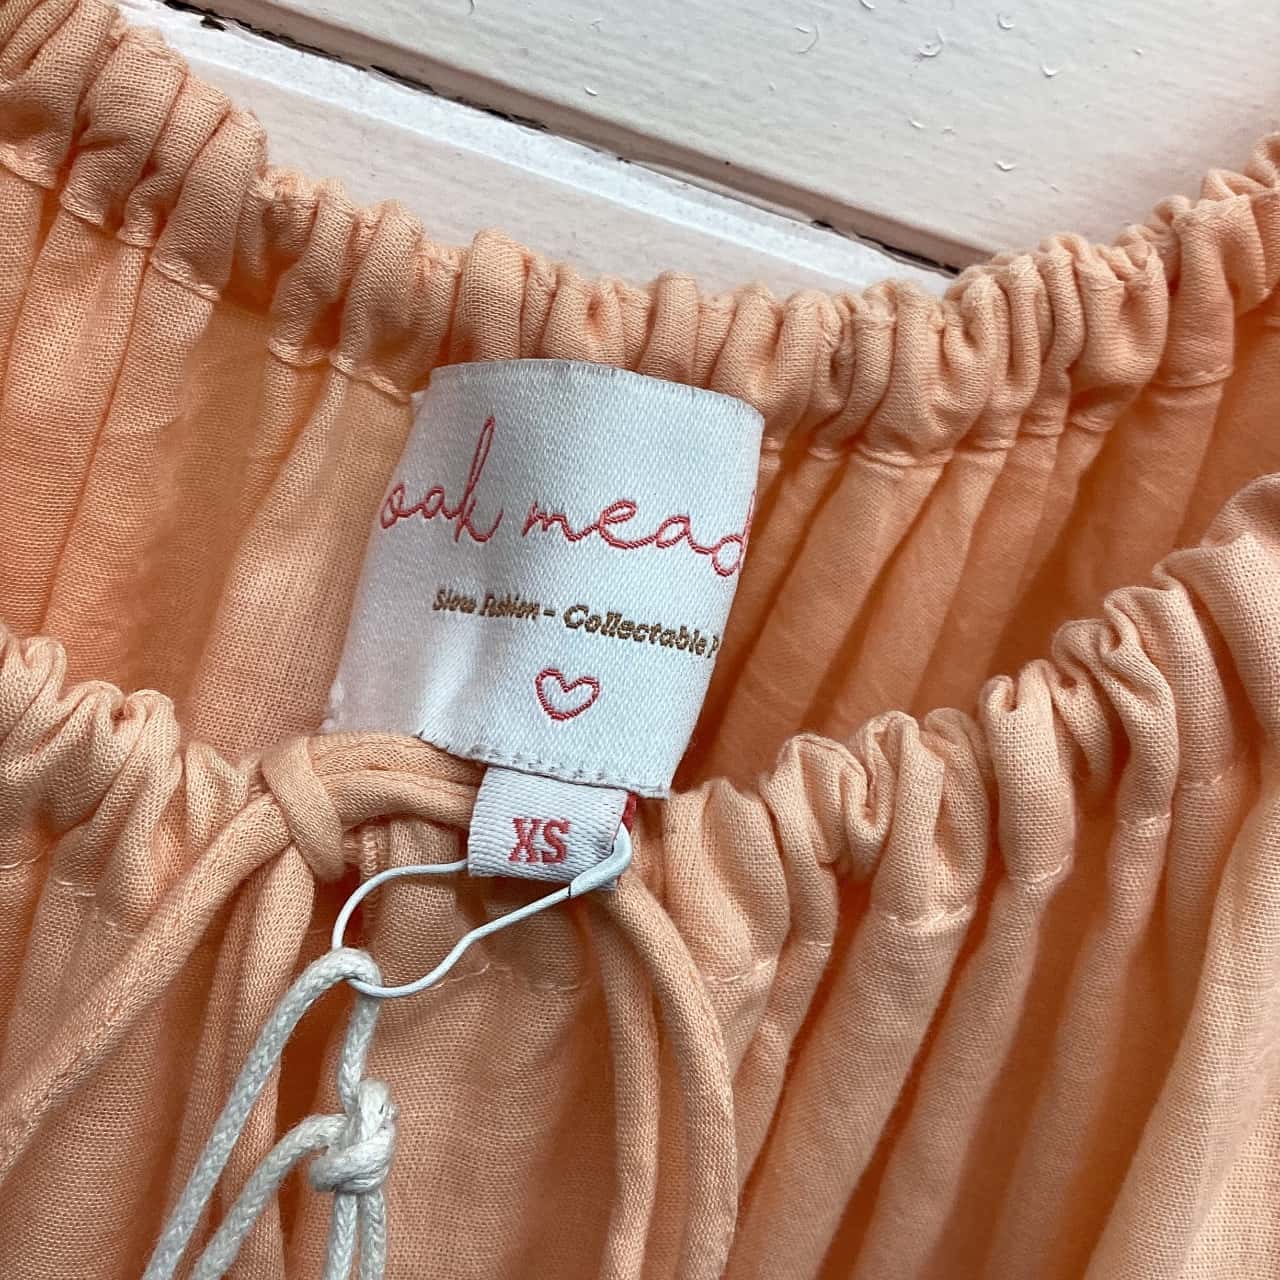 oak mead
Slow Fashion - Collectable P
XS